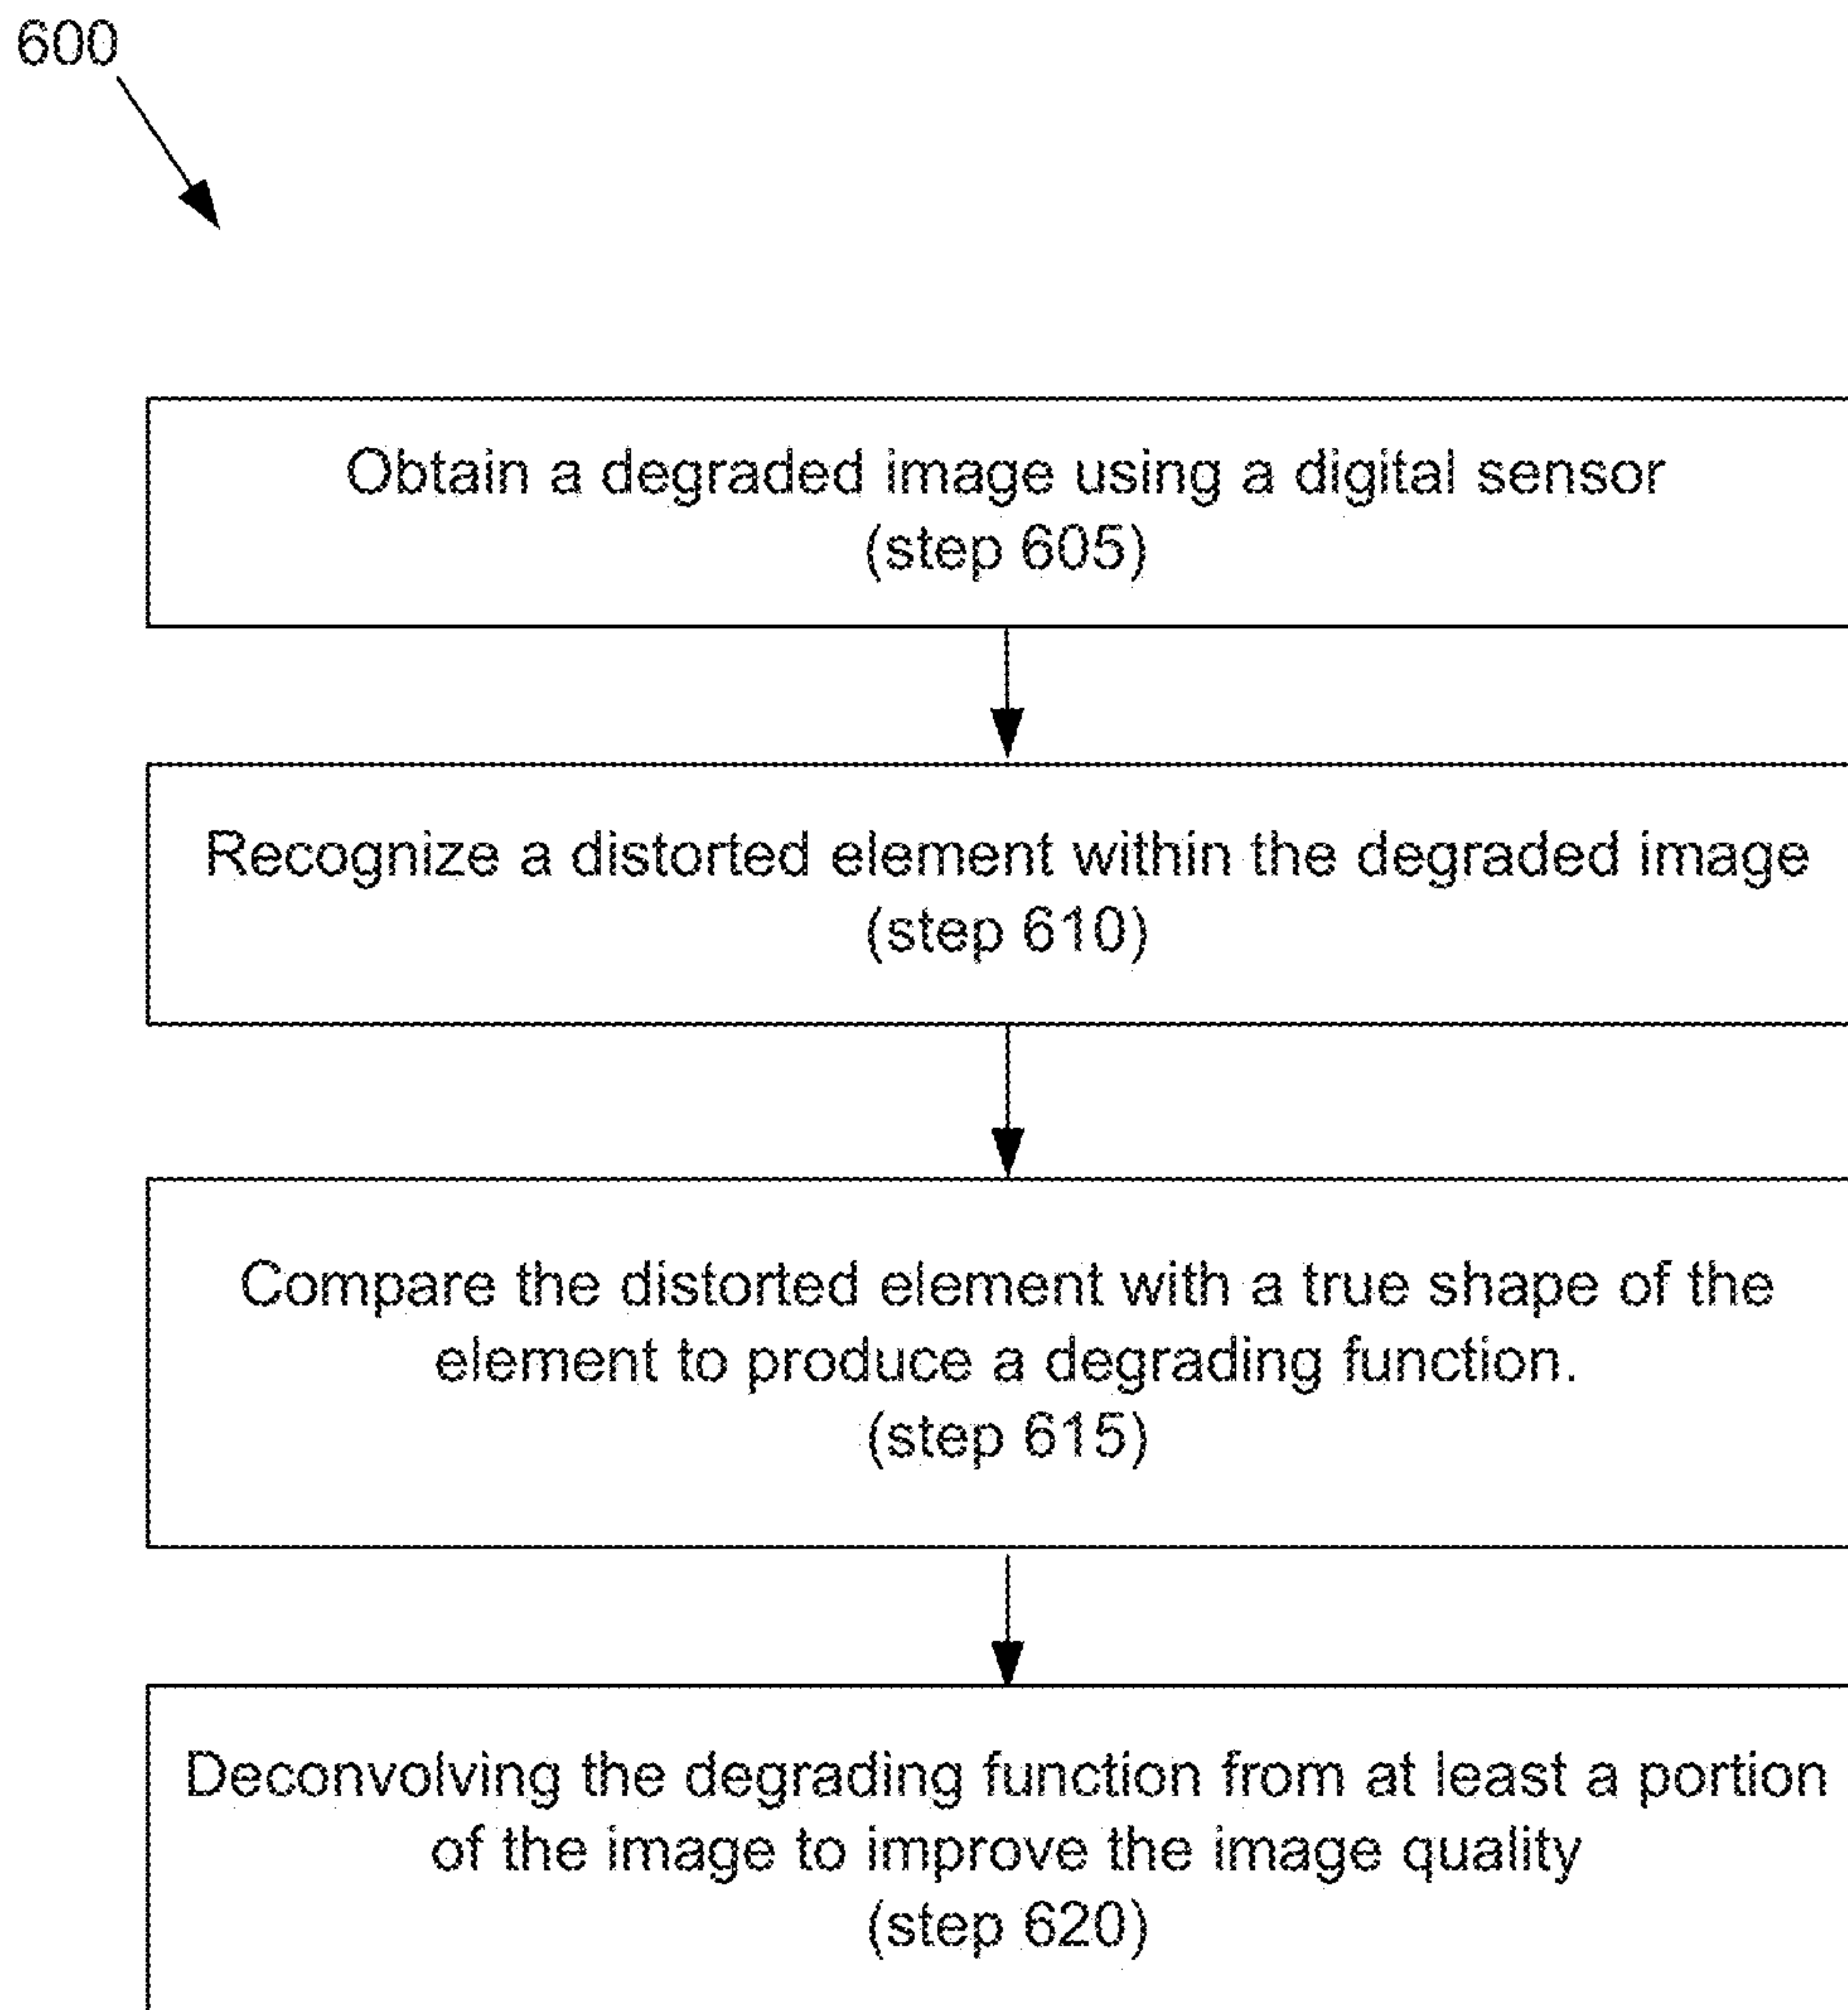 600
Obtain a degraded image using a digital sensor
(step 605)
Recognize a distorted element within the degraded image
(step 610)
Compare the distorted element with a true shape of the
element to produce a degrading function.
(step 615)
Deconvolving the degrading function from at least a portion
of the image to improve the image quality
(step 620)